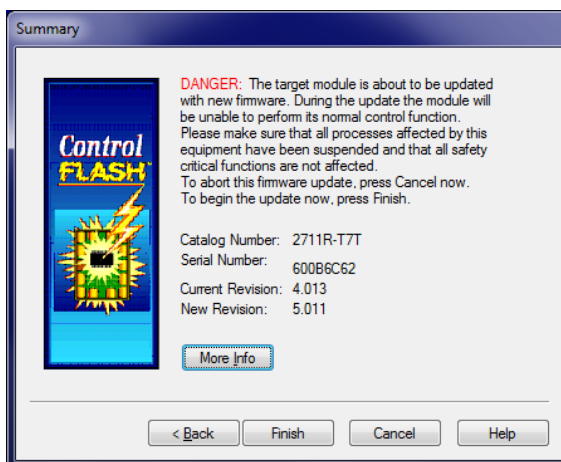 Summary
Control
FLASH
DANGER: The target module is about to be updated
with new firmware. During the update the module will
be unable to perform its normal control function.
Please make sure that all processes affected by this
equipment have been suspended and that all safety
critical functions are not affected.
To abort this firmware update, press Cancel now.
To begin the update now, press Finish.
Catalog Number: 2711R-T7T
Serial Number: 600B6C62
Current Revision: 4.013
New Revision: 5.011
More Info
< Back Finish Cancel Help